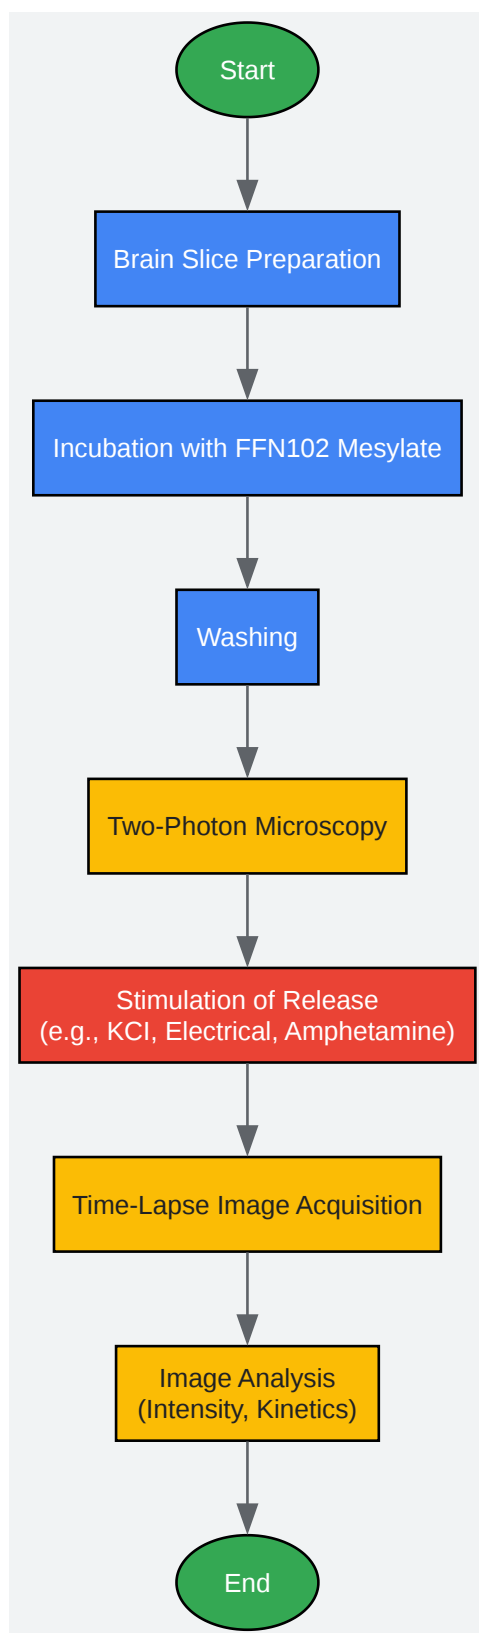 Start
Brain Slice Preparation
Incubation with FFN102 Mesylate
Washing
Two-Photon Microscopy
Stimulation of Release
(e.g., KCl, Electrical, Amphetamine)
Time-Lapse Image Acquisition
Image Analysis
(Intensity, Kinetics)
End